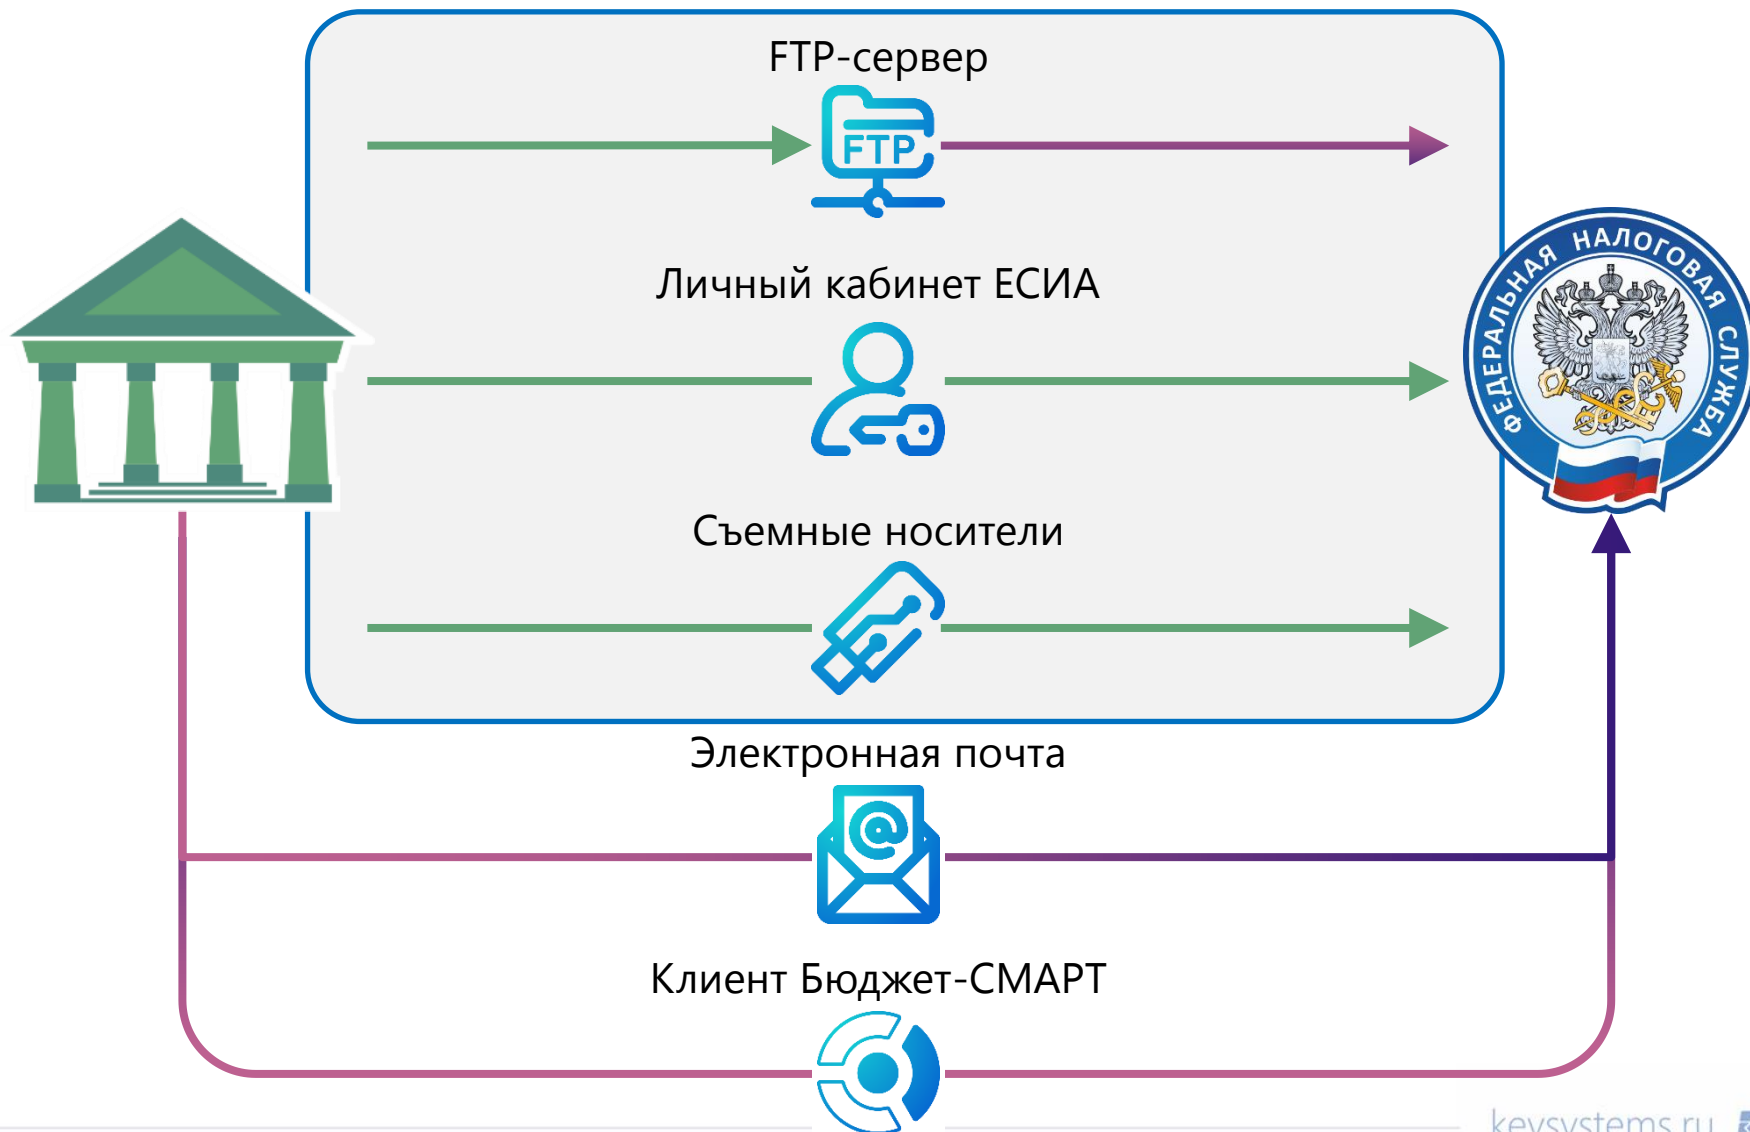 FTP-сервер
FTP
Личный кабинет ЕСИА
ФЕДЕРАЛЬНАЯ НАЛОГОВАЯ СЛУЖБА
Съемные носители
Электронная почта
@
Клиент Бюджет-СМАРТ
keysystems.ru